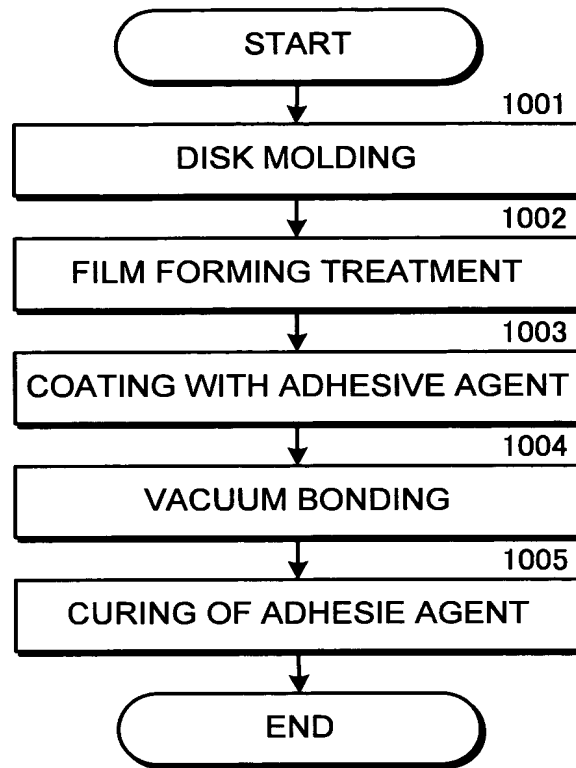 START
1001
DISK MOLDING
1002
FILM FORMING TREATMENT
1003
COATING WITH ADHESIVE AGENT
1004
VACUUM BONDING
1005
CURING OF ADHESIE AGENT
END